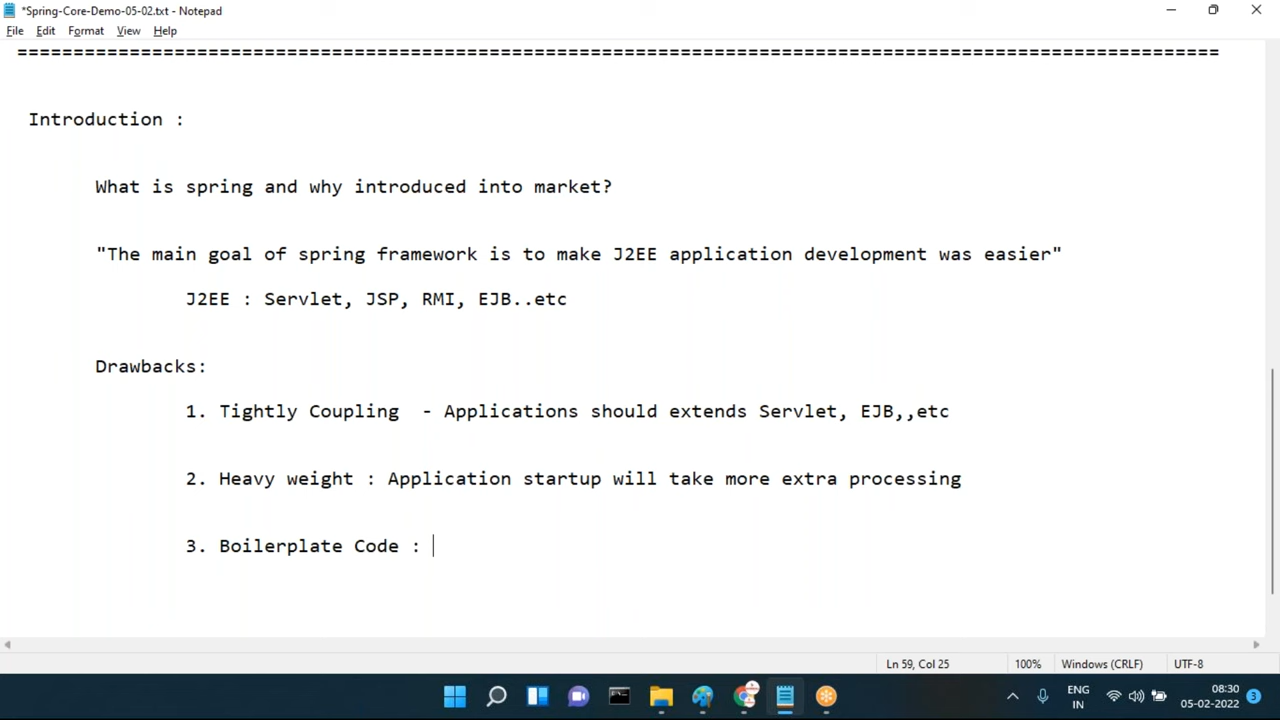 *Spring-Core-Demo-05-02.txt - Notepad
File Edit Format View Help
===========================================================================================================
Introduction :
What is spring and why introduced into market?
"The main goal of spring framework is to make J2EE application development was easier"
J2EE : Servlet, JSP, RMI, EJB..etc
Drawbacks:
1. Tightly Coupling - Applications should extends Servlet, EJB,,etc
2. Heavy weight : Application startup will take more extra processing
3. Boilerplate Code :
Ln 59, Col 25 100% Windows (CRLF) UTF-8
ENG IN 08:30 05-02-2022 3